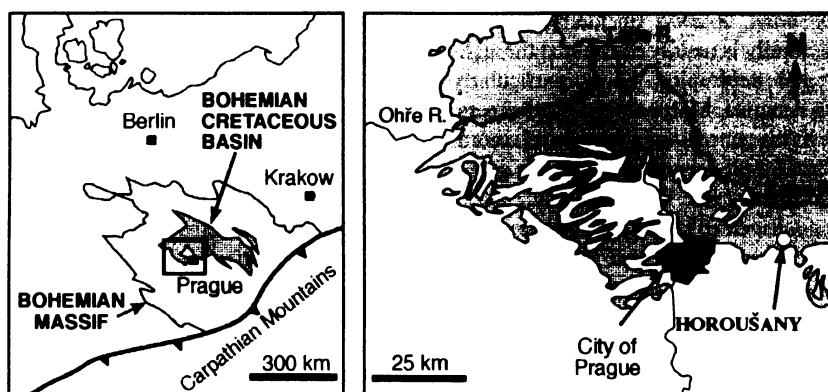 BOHEMIAN
CRETACEOUS
BASIN
Berlin
Krakow
Prague
BOHEMIAN
MASSIF
Carpathian Mountains
300 km
Ohře R.
HOROUŠANY
City of
Prague
25 km